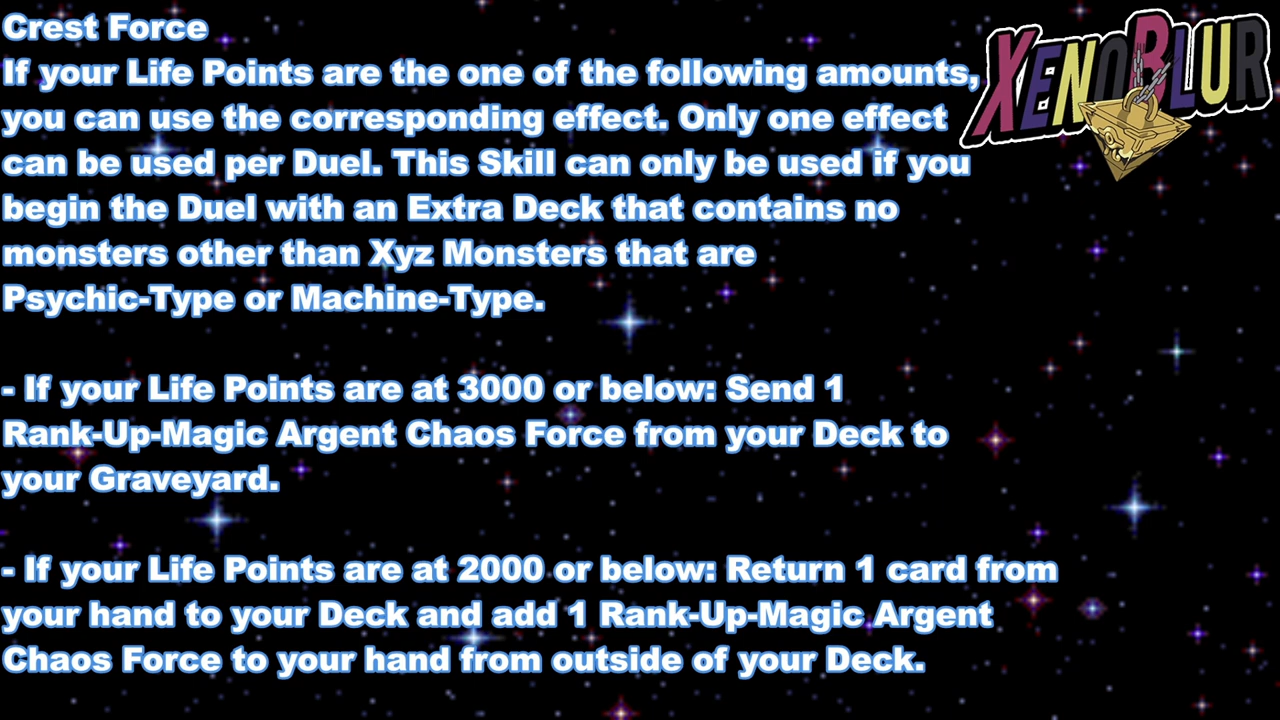 Crest Force
If your Life Points are the one of the following amounts,
you can use the corresponding effect. Only one effect
can be used per Duel. This Skill can only be used if you
begin the Duel with an Extra Deck that contains no
monsters other than Xyz Monsters that are
Psychic-Type or Machine-Type.
- If your Life Points are at 3000 or below: Send 1
Rank-Up-Magic Argent Chaos Force from your Deck to
your Graveyard.
- If your Life Points are at 2000 or below: Return 1 card from
your hand to your Deck and add 1 Rank-Up-Magic Argent
Chaos Force to your hand from outside of your Deck.
XENOBLUR